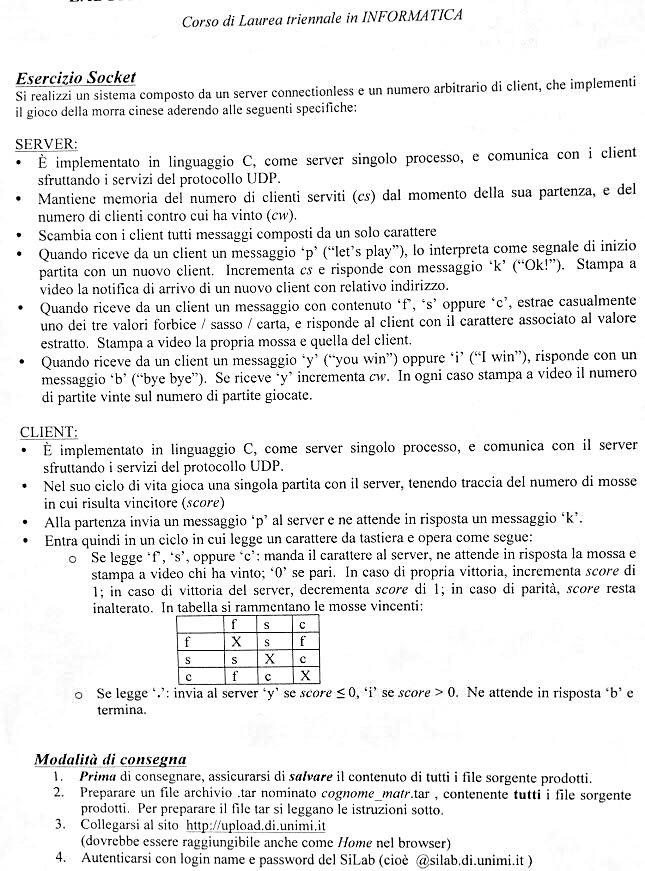 Corso di Laurea triennale in INFORMATICA
Esercizio Socket
Si realizzi un sistema composto da un server connectionless e un numero arbitrario di client, che implementi
il gioco della morra cinese aderendo alle seguenti specifiche:
SERVER:
• È implementato in linguaggio C, come server singolo processo, e comunica con i client
sfruttando i servizi del protocollo UDP.
• Mantiene memoria del numero di clienti serviti (cs) dal momento della sua partenza, e del
numero di clienti contro cui ha vinto (cw).
• Scambia con i client tutti messaggi composti da un solo carattere
• Quando riceve da un client un messaggio ‘p’ (“let's play”), lo interpreta come segnale di inizio
partita con un nuovo client. Incrementa cs e risponde con messaggio ‘k’ (“Ok!”). Stampa a
video la notifica di arrivo di un nuovo client con relativo indirizzo.
• Quando riceve da un client un messaggio con contenuto ‘f’, ‘s’ oppure ‘c’, estrae casualmente
uno dei tre valori forbice / sasso / carta, e risponde al client con il carattere associato al valore
estratto. Stampa a video la propria mossa e quella del client.
• Quando riceve da un client un messaggio ‘y’ (“you win”) oppure ‘i’ (“I win”), risponde con un
messaggio ‘b’ (“bye bye”). Se riceve ‘y’ incrementa cw. In ogni caso stampa a video il numero
di partite vinte sul numero di partite giocate.
CLIENT:
• È implementato in linguaggio C, come server singolo processo, e comunica con il server
sfruttando i servizi del protocollo UDP.
• Nel suo ciclo di vita gioca una singola partita con il server, tenendo traccia del numero di mosse
in cui risulta vincitore (score)
• Alla partenza invia un messaggio ‘p’ al server e ne attende in risposta un messaggio ‘k’.
• Entra quindi in un ciclo in cui legge un carattere da tastiera e opera come segue:
o Se legge ‘f’, ‘s’, oppure ‘c’: manda il carattere al server, ne attende in risposta la mossa e
stampa a video chi ha vinto; ‘0’ se pari. In caso di propria vittoria, incrementa score di
1; in caso di vittoria del server, decrementa score di 1; in caso di parità, score resta
inalterato. In tabella si rammentano le mosse vincenti:
f s c
f X s f
s s X c
c f c X
o Se legge ‘.’: invia al server ‘y’ se score ≤ 0, ‘i’ se score > 0. Ne attende in risposta ‘b’ e
termina.
Modalità di consegna
1. Prima di consegnare, assicurarsi di salvare il contenuto di tutti i file sorgente prodotti.
2. Preparare un file archivio .tar nominato cognome_matr.tar , contenente tutti i file sorgente
prodotti. Per preparare il file tar si leggano le istruzioni sotto.
3. Collegarsi al sito http://upload.di.unimi.it
(dovrebbe essere raggiungibile anche come Home nel browser)
4. Autenticarsi con login name e password del SiLab (cioè @silab.di.unimi.it )